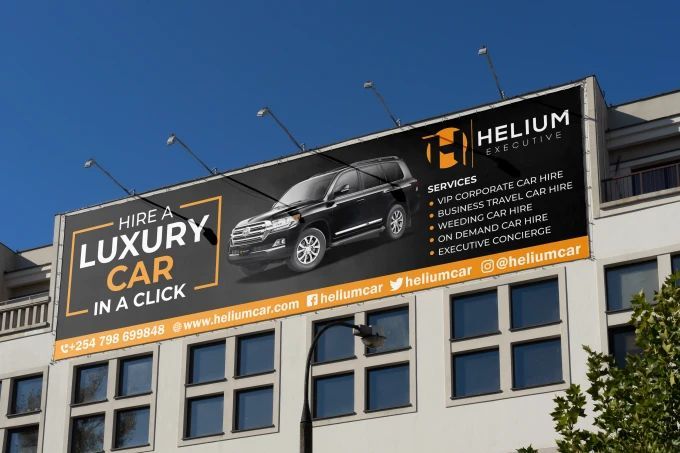 HIRE A
LUXURY
CAR
IN A CLICK
HELIUM
EXECUTIVE
SERVICES
• VIP CORPORATE CAR HIRE
• BUSINESS TRAVEL CAR HIRE
• WEEDING CAR HIRE
• ON DEMAND CAR HIRE
• EXECUTIVE CONCIERGE
+254 798 699848 www.heliumcar.com heliumcar heliumcar @heliumcar